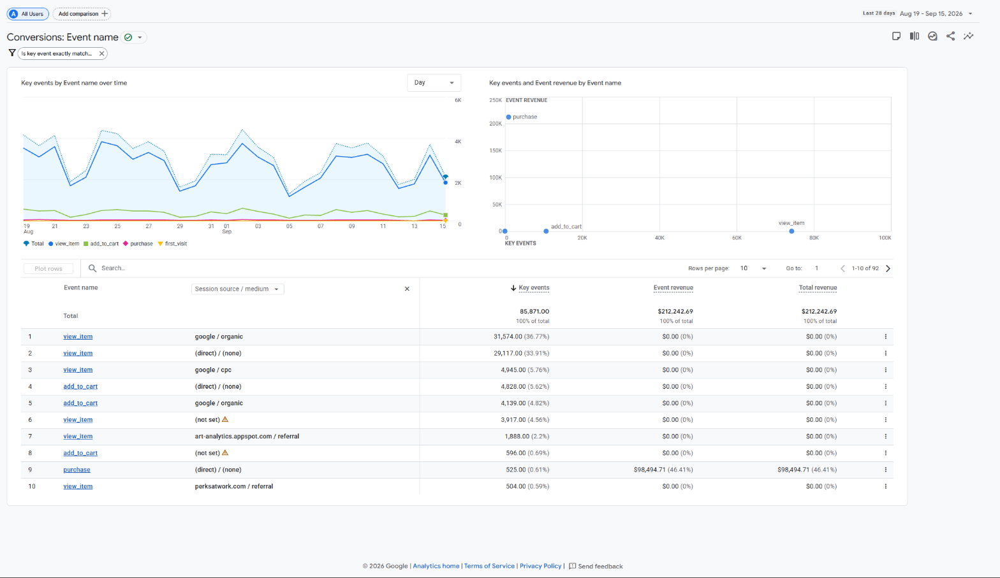 A All Users Add comparison + Last 28 days Aug 19 - Sep 15, 2026
Conversions: Event name
Is key event exactly match...
Key events by Event name over time
Day
6K
4K
2K
0
19 Aug 21 23 25 27 29 31 01 Sep 03 05 07 09 11 13 15
Total view_item add_to_cart purchase first_visit
Key events and Event revenue by Event name
250K EVENT REVENUE
purchase
200K
150K
100K
50K
0 add_to_cart view_item
0 20K 40K 60K 80K 100K
KEY EVENTS
Plot rows Search... Rows per page: 10 Go to: 1 1-10 of 92
Event name Session source / medium Key events Event revenue Total revenue
Total 85,871.00 $212,242.69 $212,242.69
100% of total 100% of total 100% of total
1 view_item google / organic 31,574.00 (36.77%) $0.00 (0%) $0.00 (0%)
2 view_item (direct) / (none) 29,117.00 (33.91%) $0.00 (0%) $0.00 (0%)
3 view_item google / cpc 4,945.00 (5.76%) $0.00 (0%) $0.00 (0%)
4 add_to_cart (direct) / (none) 4,828.00 (5.62%) $0.00 (0%) $0.00 (0%)
5 add_to_cart google / organic 4,139.00 (4.82%) $0.00 (0%) $0.00 (0%)
6 view_item (not set) 3,917.00 (4.56%) $0.00 (0%) $0.00 (0%)
7 view_item art-analytics.appspot.com / referral 1,888.00 (2.2%) $0.00 (0%) $0.00 (0%)
8 add_to_cart (not set) 596.00 (0.69%) $0.00 (0%) $0.00 (0%)
9 purchase (direct) / (none) 525.00 (0.61%) $98,494.71 (46.41%) $98,494.71 (46.41%)
10 view_item perksatwork.com / referral 504.00 (0.59%) $0.00 (0%) $0.00 (0%)
© 2026 Google | Analytics home | Terms of Service | Privacy Policy | Send feedback